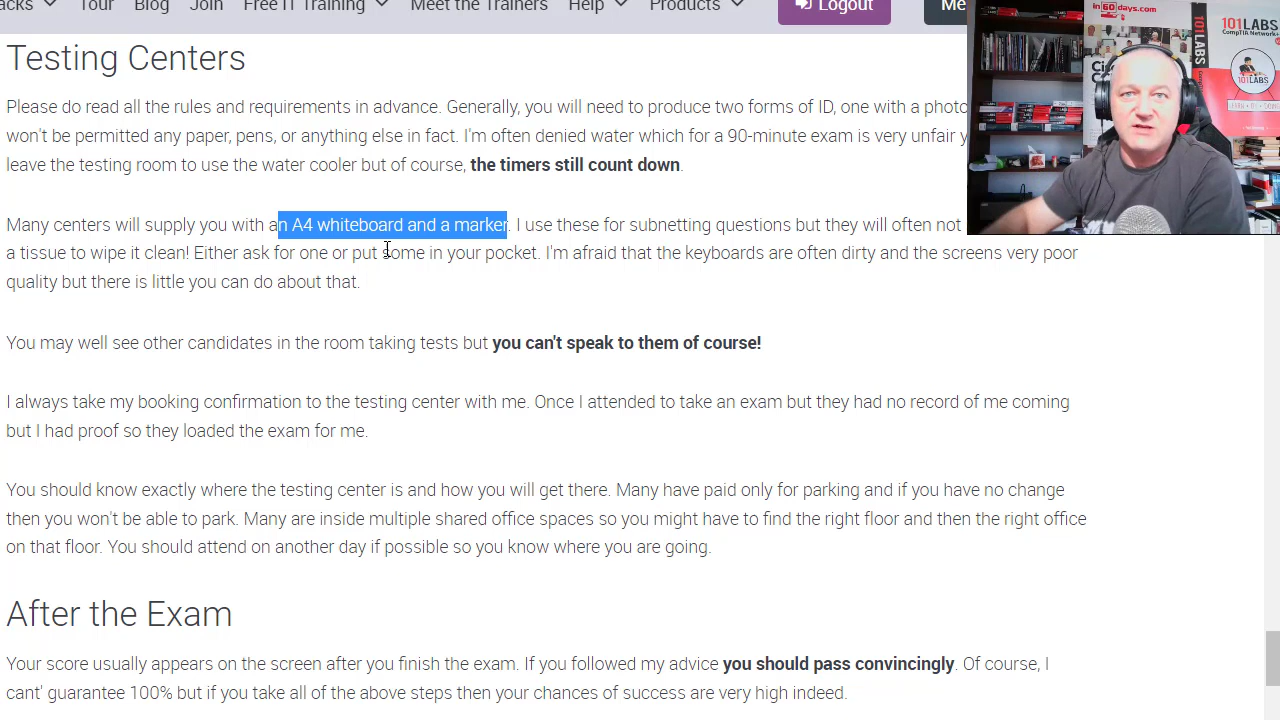 acks Tour Blog Join Free IT Training Meet the Trainers Help Products Logout Me
in 60days.com
101 LABS
CompTIA Network+
101LABS
101LABS
Testing Centers
Please do read all the rules and requirements in advance. Generally, you will need to produce two forms of ID, one with a photo
won't be permitted any paper, pens, or anything else in fact. I'm often denied water which for a 90-minute exam is very unfair y
leave the testing room to use the water cooler but of course, the timers still count down.
Many centers will supply you with an A4 whiteboard and a marker. I use these for subnetting questions but they will often not
a tissue to wipe it clean! Either ask for one or put some in your pocket. I'm afraid that the keyboards are often dirty and the screens very poor
quality but there is little you can do about that.
You may well see other candidates in the room taking tests but you can't speak to them of course!
I always take my booking confirmation to the testing center with me. Once I attended to take an exam but they had no record of me coming
but I had proof so they loaded the exam for me.
You should know exactly where the testing center is and how you will get there. Many have paid only for parking and if you have no change
then you won't be able to park. Many are inside multiple shared office spaces so you might have to find the right floor and then the right office
on that floor. You should attend on another day if possible so you know where you are going.
After the Exam
Your score usually appears on the screen after you finish the exam. If you followed my advice you should pass convincingly. Of course, I
cant' guarantee 100% but if you take all of the above steps then your chances of success are very high indeed.